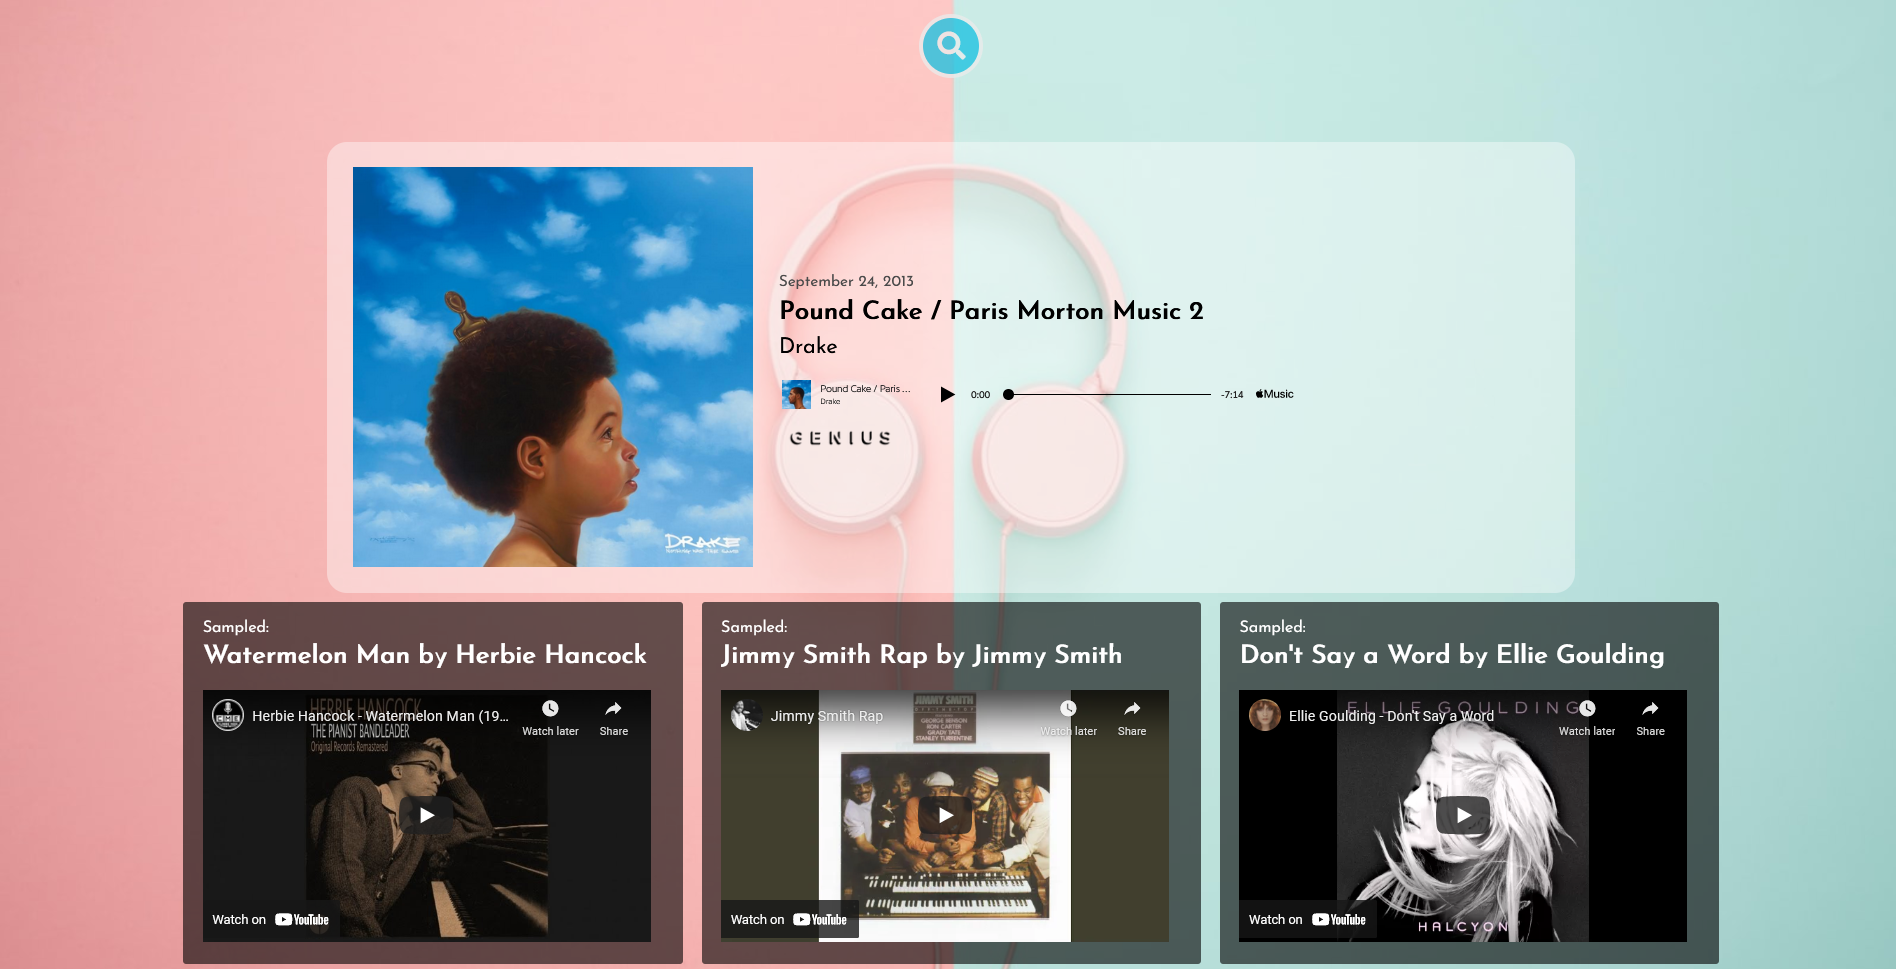 September 24, 2013
Pound Cake / Paris Morton Music 2
Drake
Pound Cake / Paris ...
Drake
0:00
-7:14
Music
GENIUS
DRAKE
Sampled:
Watermelon Man by Herbie Hancock
HERBIE HANCOCK
Herbie Hancock - Watermelon Man (19...
THE PIANIST BANDLEADER
Original Records Remastered
Watch later
Share
Watch on YouTube
Sampled:
Jimmy Smith Rap by Jimmy Smith
JIMMY SMITH
Jimmy Smith Rap
GEORGE BENSON
RON CARTER
GRADY TATE
STANLEY TURRENTINE
Watch later
Share
Watch on YouTube
Sampled:
Don't Say a Word by Ellie Goulding
ELLIE GOULDING
Ellie Goulding - Don't Say a Word
Watch later
Share
HALCYON
Watch on YouTube